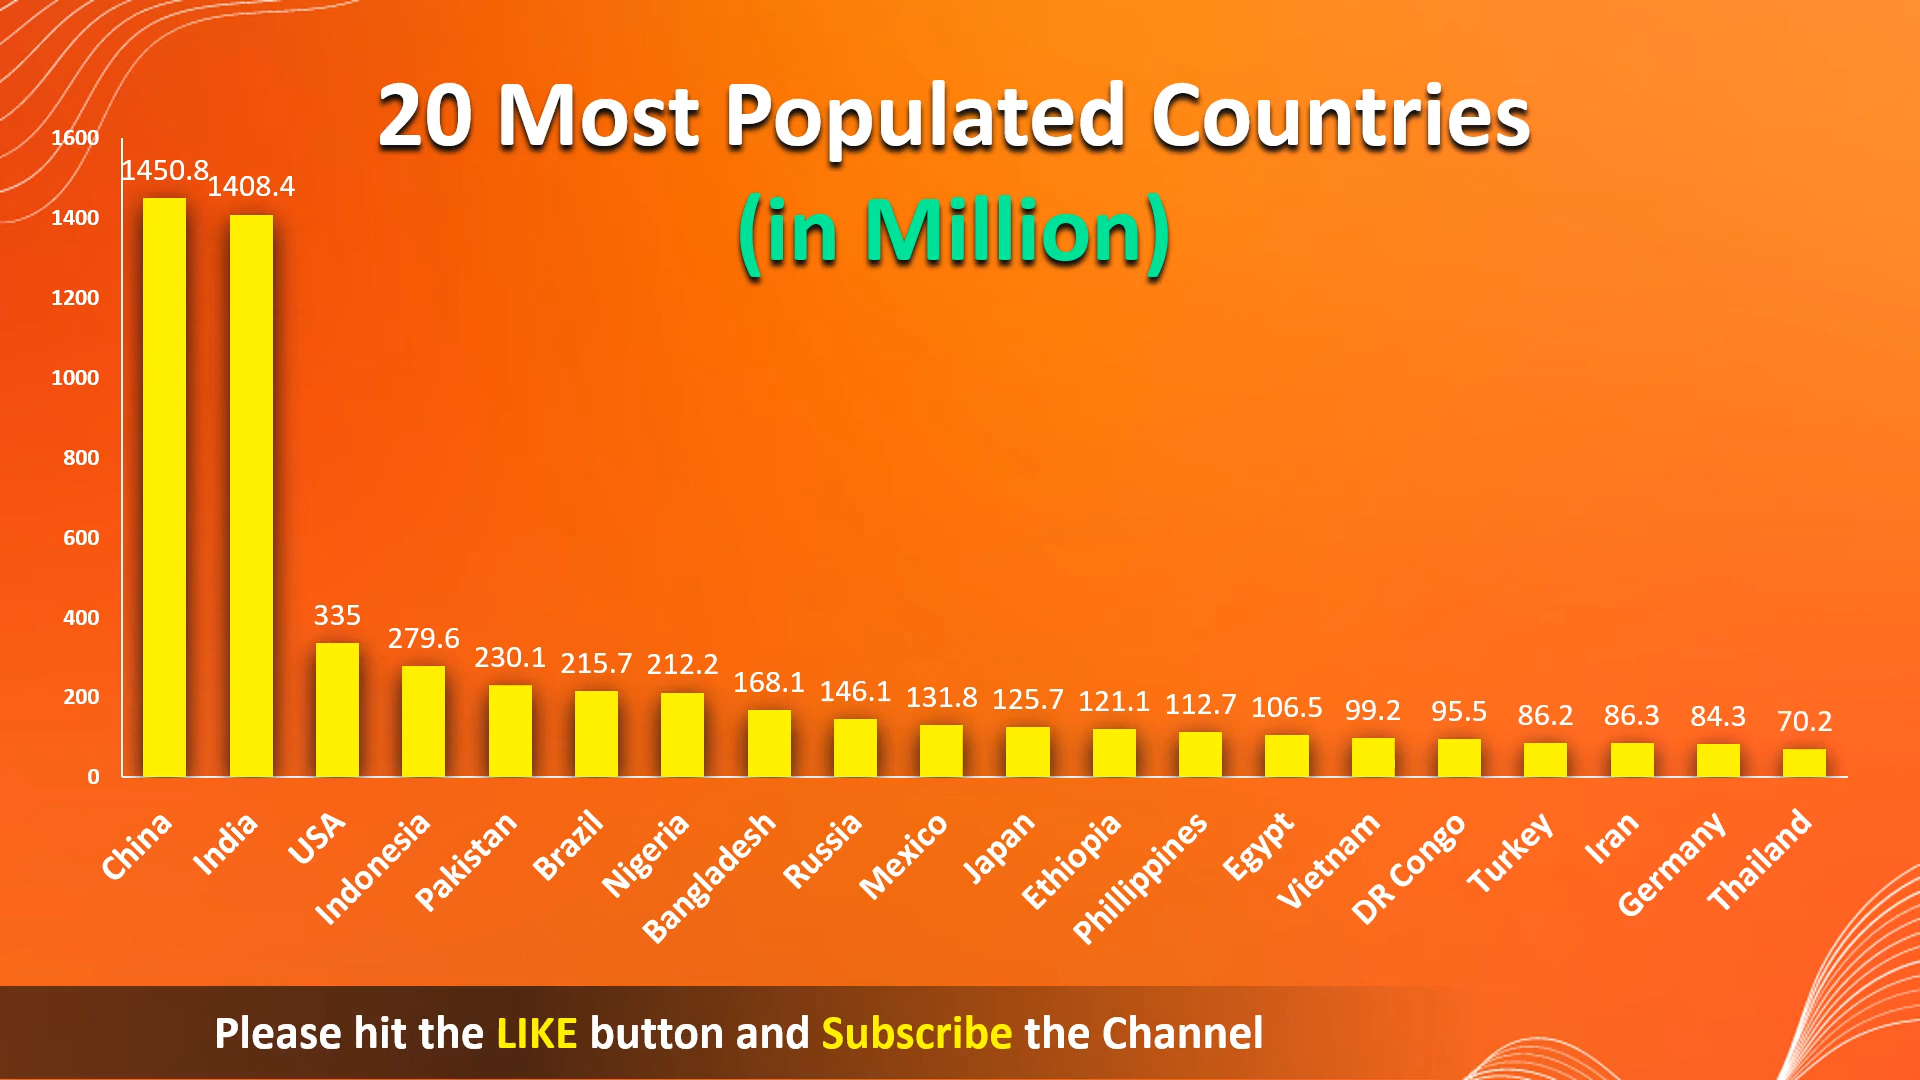 20 Most Populated Countries
(in Million)
1600
1400
1200
1000
800
600
400
200
0
1450.8
1408.4
335
279.6
230.1
215.7
212.2
168.1
146.1
131.8
125.7
121.1
112.7
106.5
99.2
95.5
86.2
86.3
84.3
70.2
China
India
USA
Indonesia
Pakistan
Brazil
Nigeria
Bangladesh
Russia
Mexico
Japan
Ethiopia
Phillippines
Egypt
Vietnam
DR Congo
Turkey
Iran
Germany
Thailand
Please hit the LIKE button and Subscribe the Channel